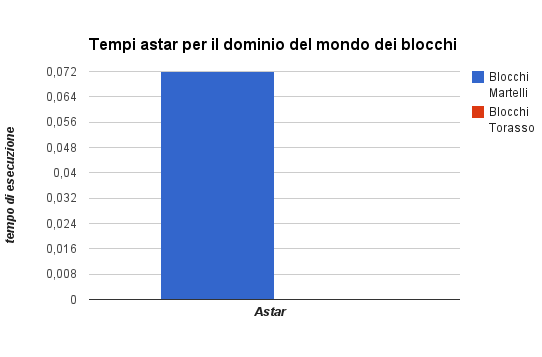 Tempi astar per il dominio del mondo dei blocchi
0,072
0,064
0,056
0,048
0,04
0,032
0,024
0,016
0,008
0
tempo di esecuzione
Astar
Blocchi
Martelli
Blocchi
Torasso